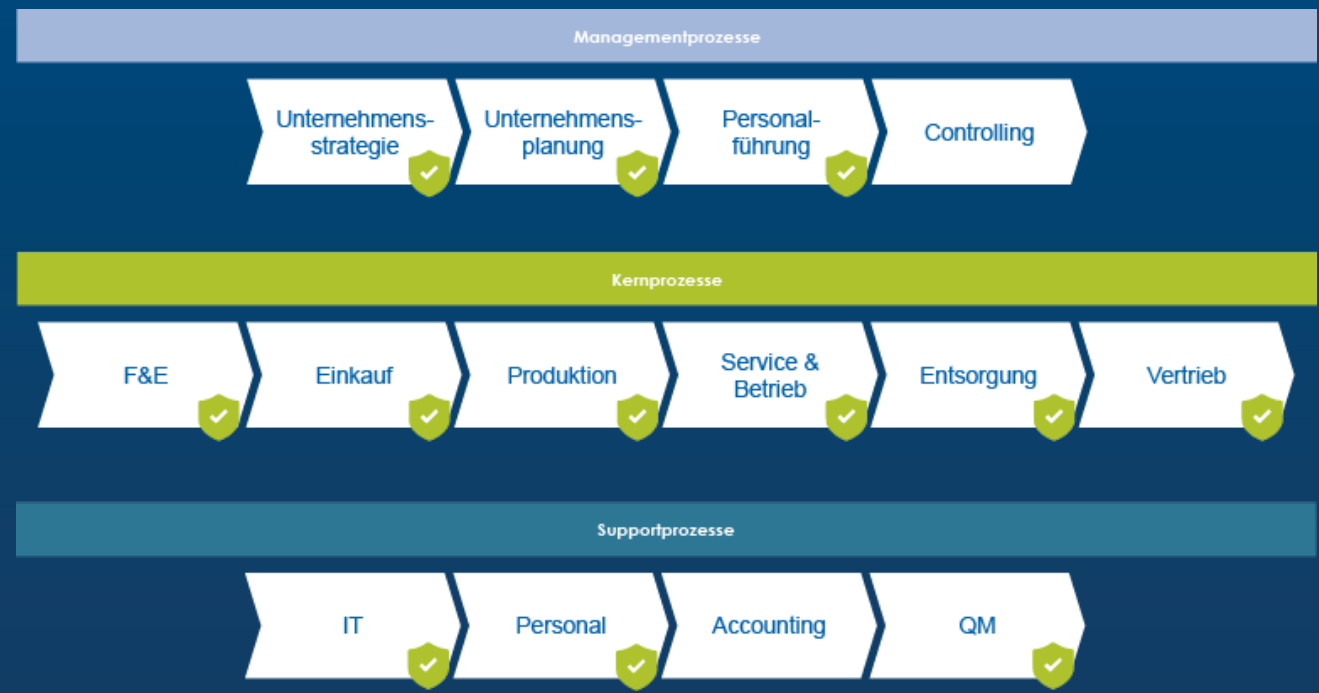 Managementprozesse
Unternehmens-
strategie
Unternehmens-
planung
Personal-
führung
Controlling
Kernprozesse
F&E
Einkauf
Produktion
Service &
Betrieb
Entsorgung
Vertrieb
Supportprozesse
IT
Personal
Accounting
QM